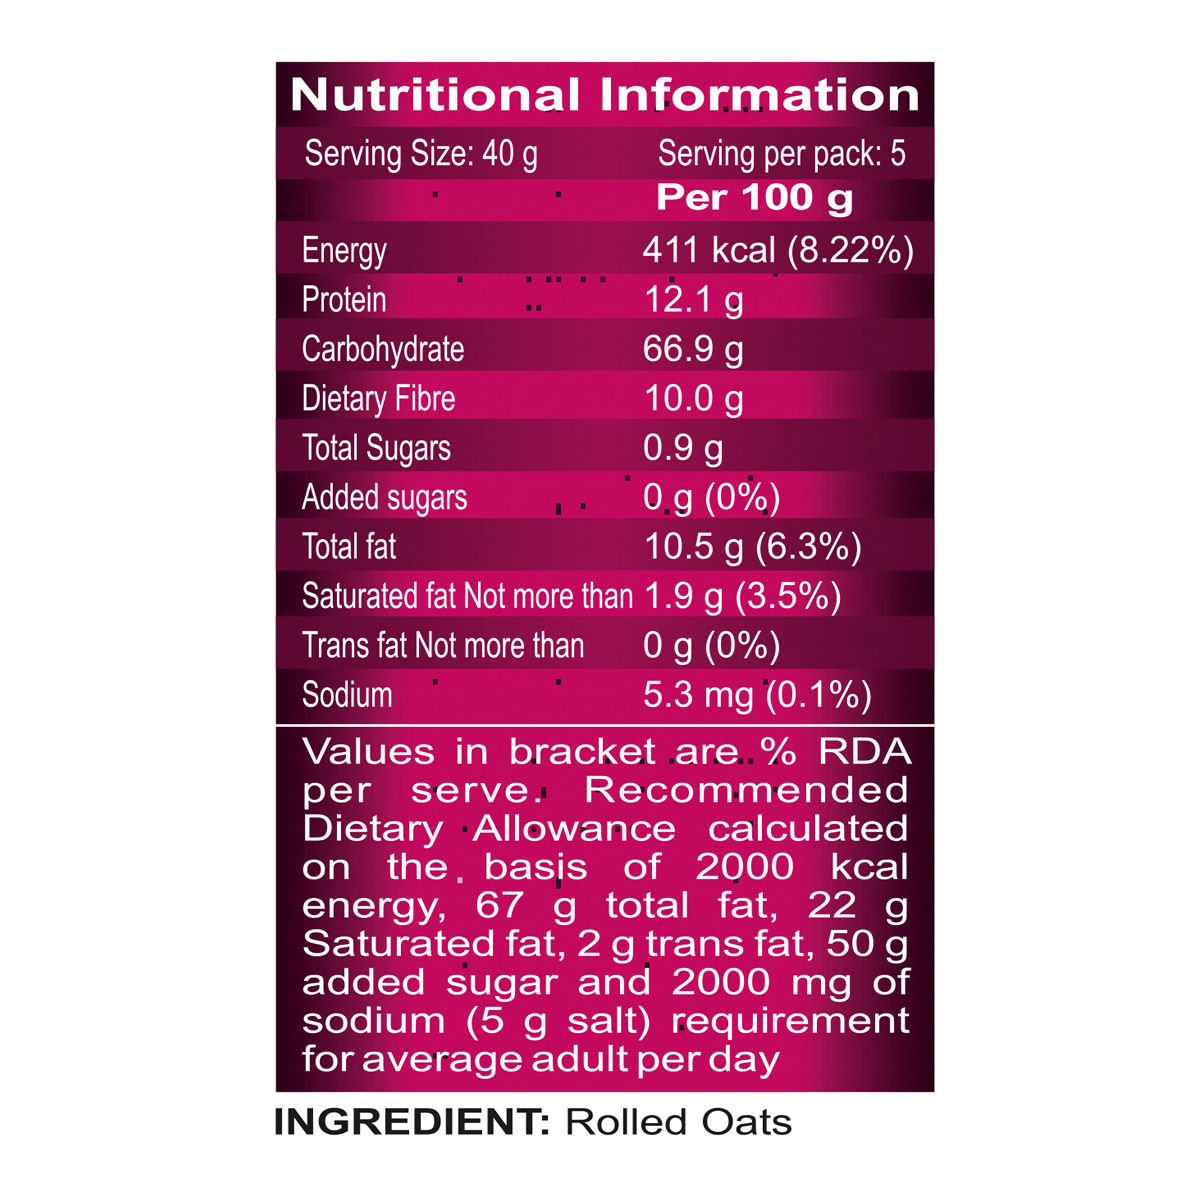 Nutritional Information
Serving Size: 40 g Serving per pack: 5
Per 100 g
Energy 411 kcal (8.22%)
Protein 12.1 g
Carbohydrate 66.9 g
Dietary Fibre 10.0 g
Total Sugars 0.9 g
Added sugars 0 g (0%)
Total fat 10.5 g (6.3%)
Saturated fat Not more than 1.9 g (3.5%)
Trans fat Not more than 0 g (0%)
Sodium 5.3 mg (0.1%)
Values in bracket are % RDA
per serve. Recommended
Dietary Allowance calculated
on the basis of 2000 kcal
energy, 67 g total fat, 22 g
Saturated fat, 2 g trans fat, 50 g
added sugar and 2000 mg of
sodium (5 g salt) requirement
for average adult per day
INGREDIENT: Rolled Oats